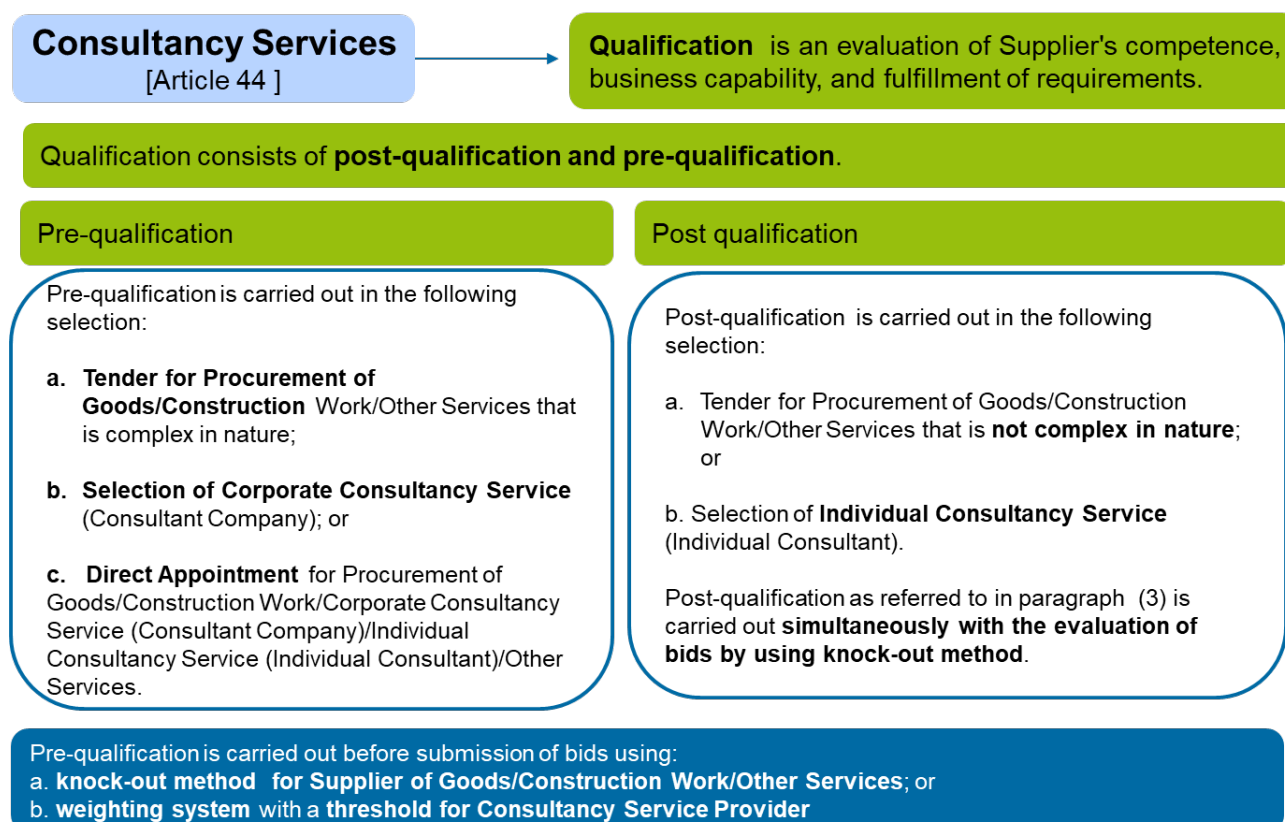 Consultancy Services
[Article 44 ]
Qualification is an evaluation of Supplier's competence,
business capability, and fulfillment of requirements.
Qualification consists of post-qualification and pre-qualification.
Pre-qualification
Pre-qualification is carried out in the following
selection:
a. Tender for Procurement of
Goods/Construction Work/Other Services that
is complex in nature;
b. Selection of Corporate Consultancy Service
(Consultant Company); or
c. Direct Appointment for Procurement of
Goods/Construction Work/Corporate Consultancy
Service (Consultant Company)/Individual
Consultancy Service (Individual Consultant)/Other
Services.
Post qualification
Post-qualification is carried out in the following
selection:
a. Tender for Procurement of Goods/Construction
Work/Other Services that is not complex in nature;
or
b. Selection of Individual Consultancy Service
(Individual Consultant).
Post-qualification as referred to in paragraph (3) is
carried out simultaneously with the evaluation of
bids by using knock-out method.
Pre-qualification is carried out before submission of bids using:
a. knock-out method for Supplier of Goods/Construction Work/Other Services; or
b. weighting system with a threshold for Consultancy Service Provider